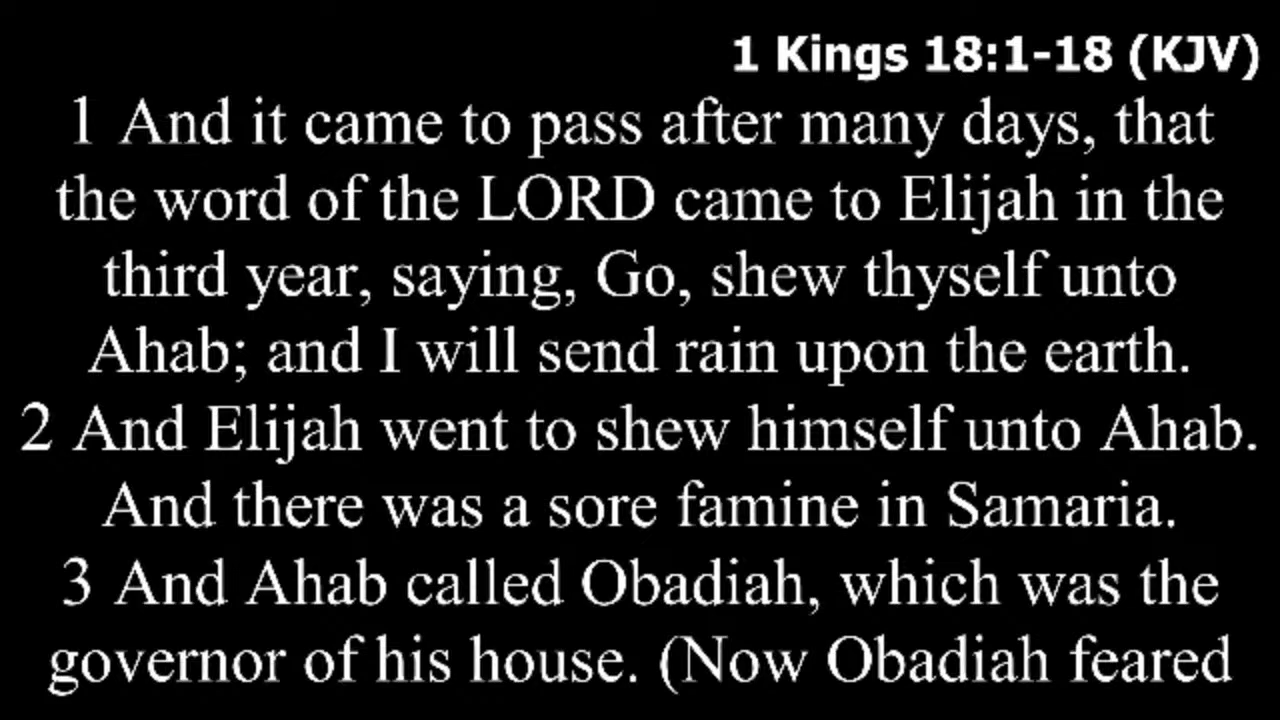 1 Kings 18:1-18 (KJV)
1 And it came to pass after many days, that
the word of the LORD came to Elijah in the
third year, saying, Go, shew thyself unto
Ahab; and I will send rain upon the earth.
2 And Elijah went to shew himself unto Ahab.
And there was a sore famine in Samaria.
3 And Ahab called Obadiah, which was the
governor of his house. (Now Obadiah feared